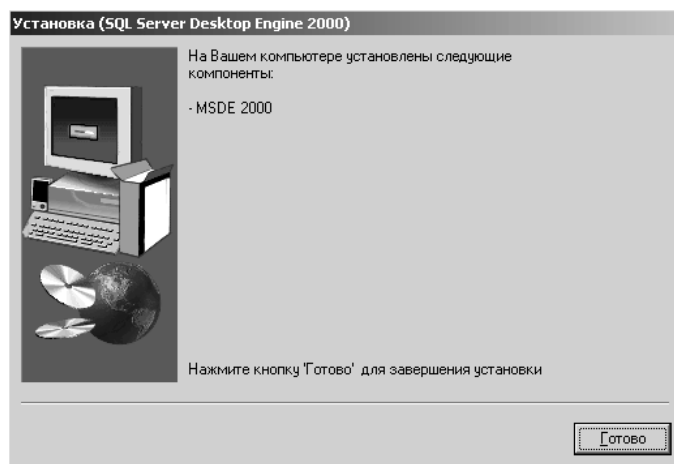 Установка (SQL Server Desktop Engine 2000)
На Вашем компьютере установлены следующие
компоненты:
- MSDE 2000
Нажмите кнопку 'Готово' для завершения установки
Готово